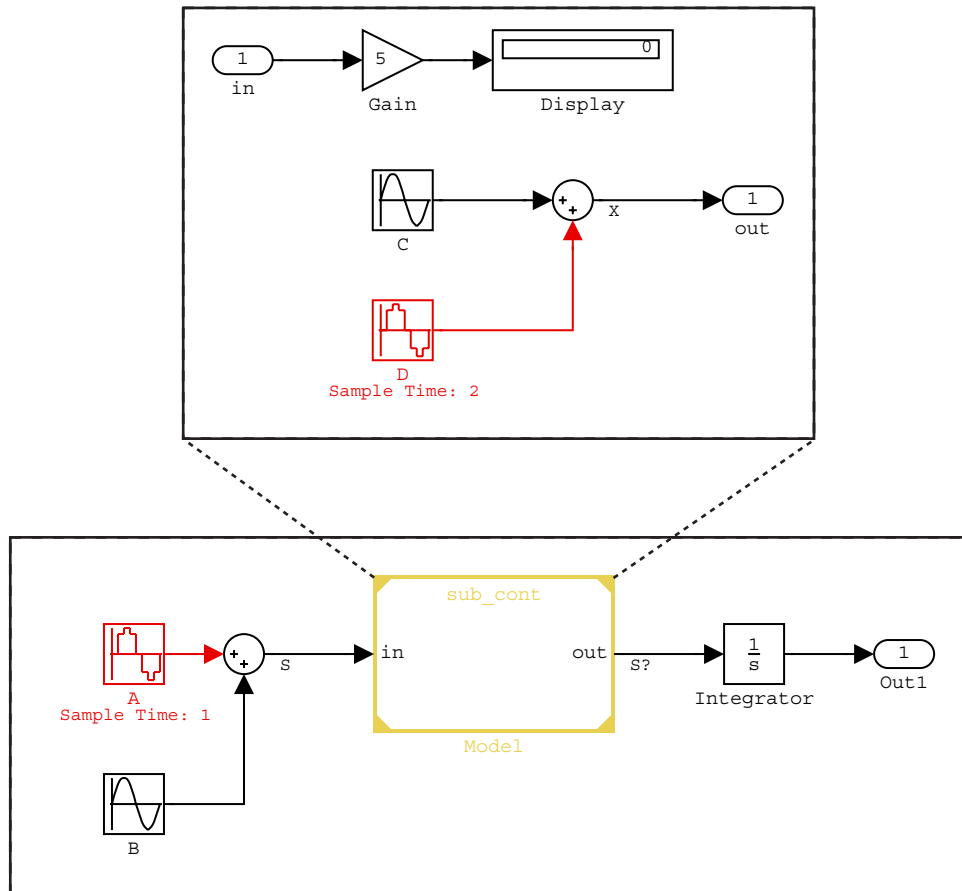 1
in
5
Gain
0
Display
C
++
X
1
out
D
Sample Time: 2
sub_cont
in
out
Model
A
Sample Time: 1
++
S
S?
1
s
Integrator
1
Out1
B